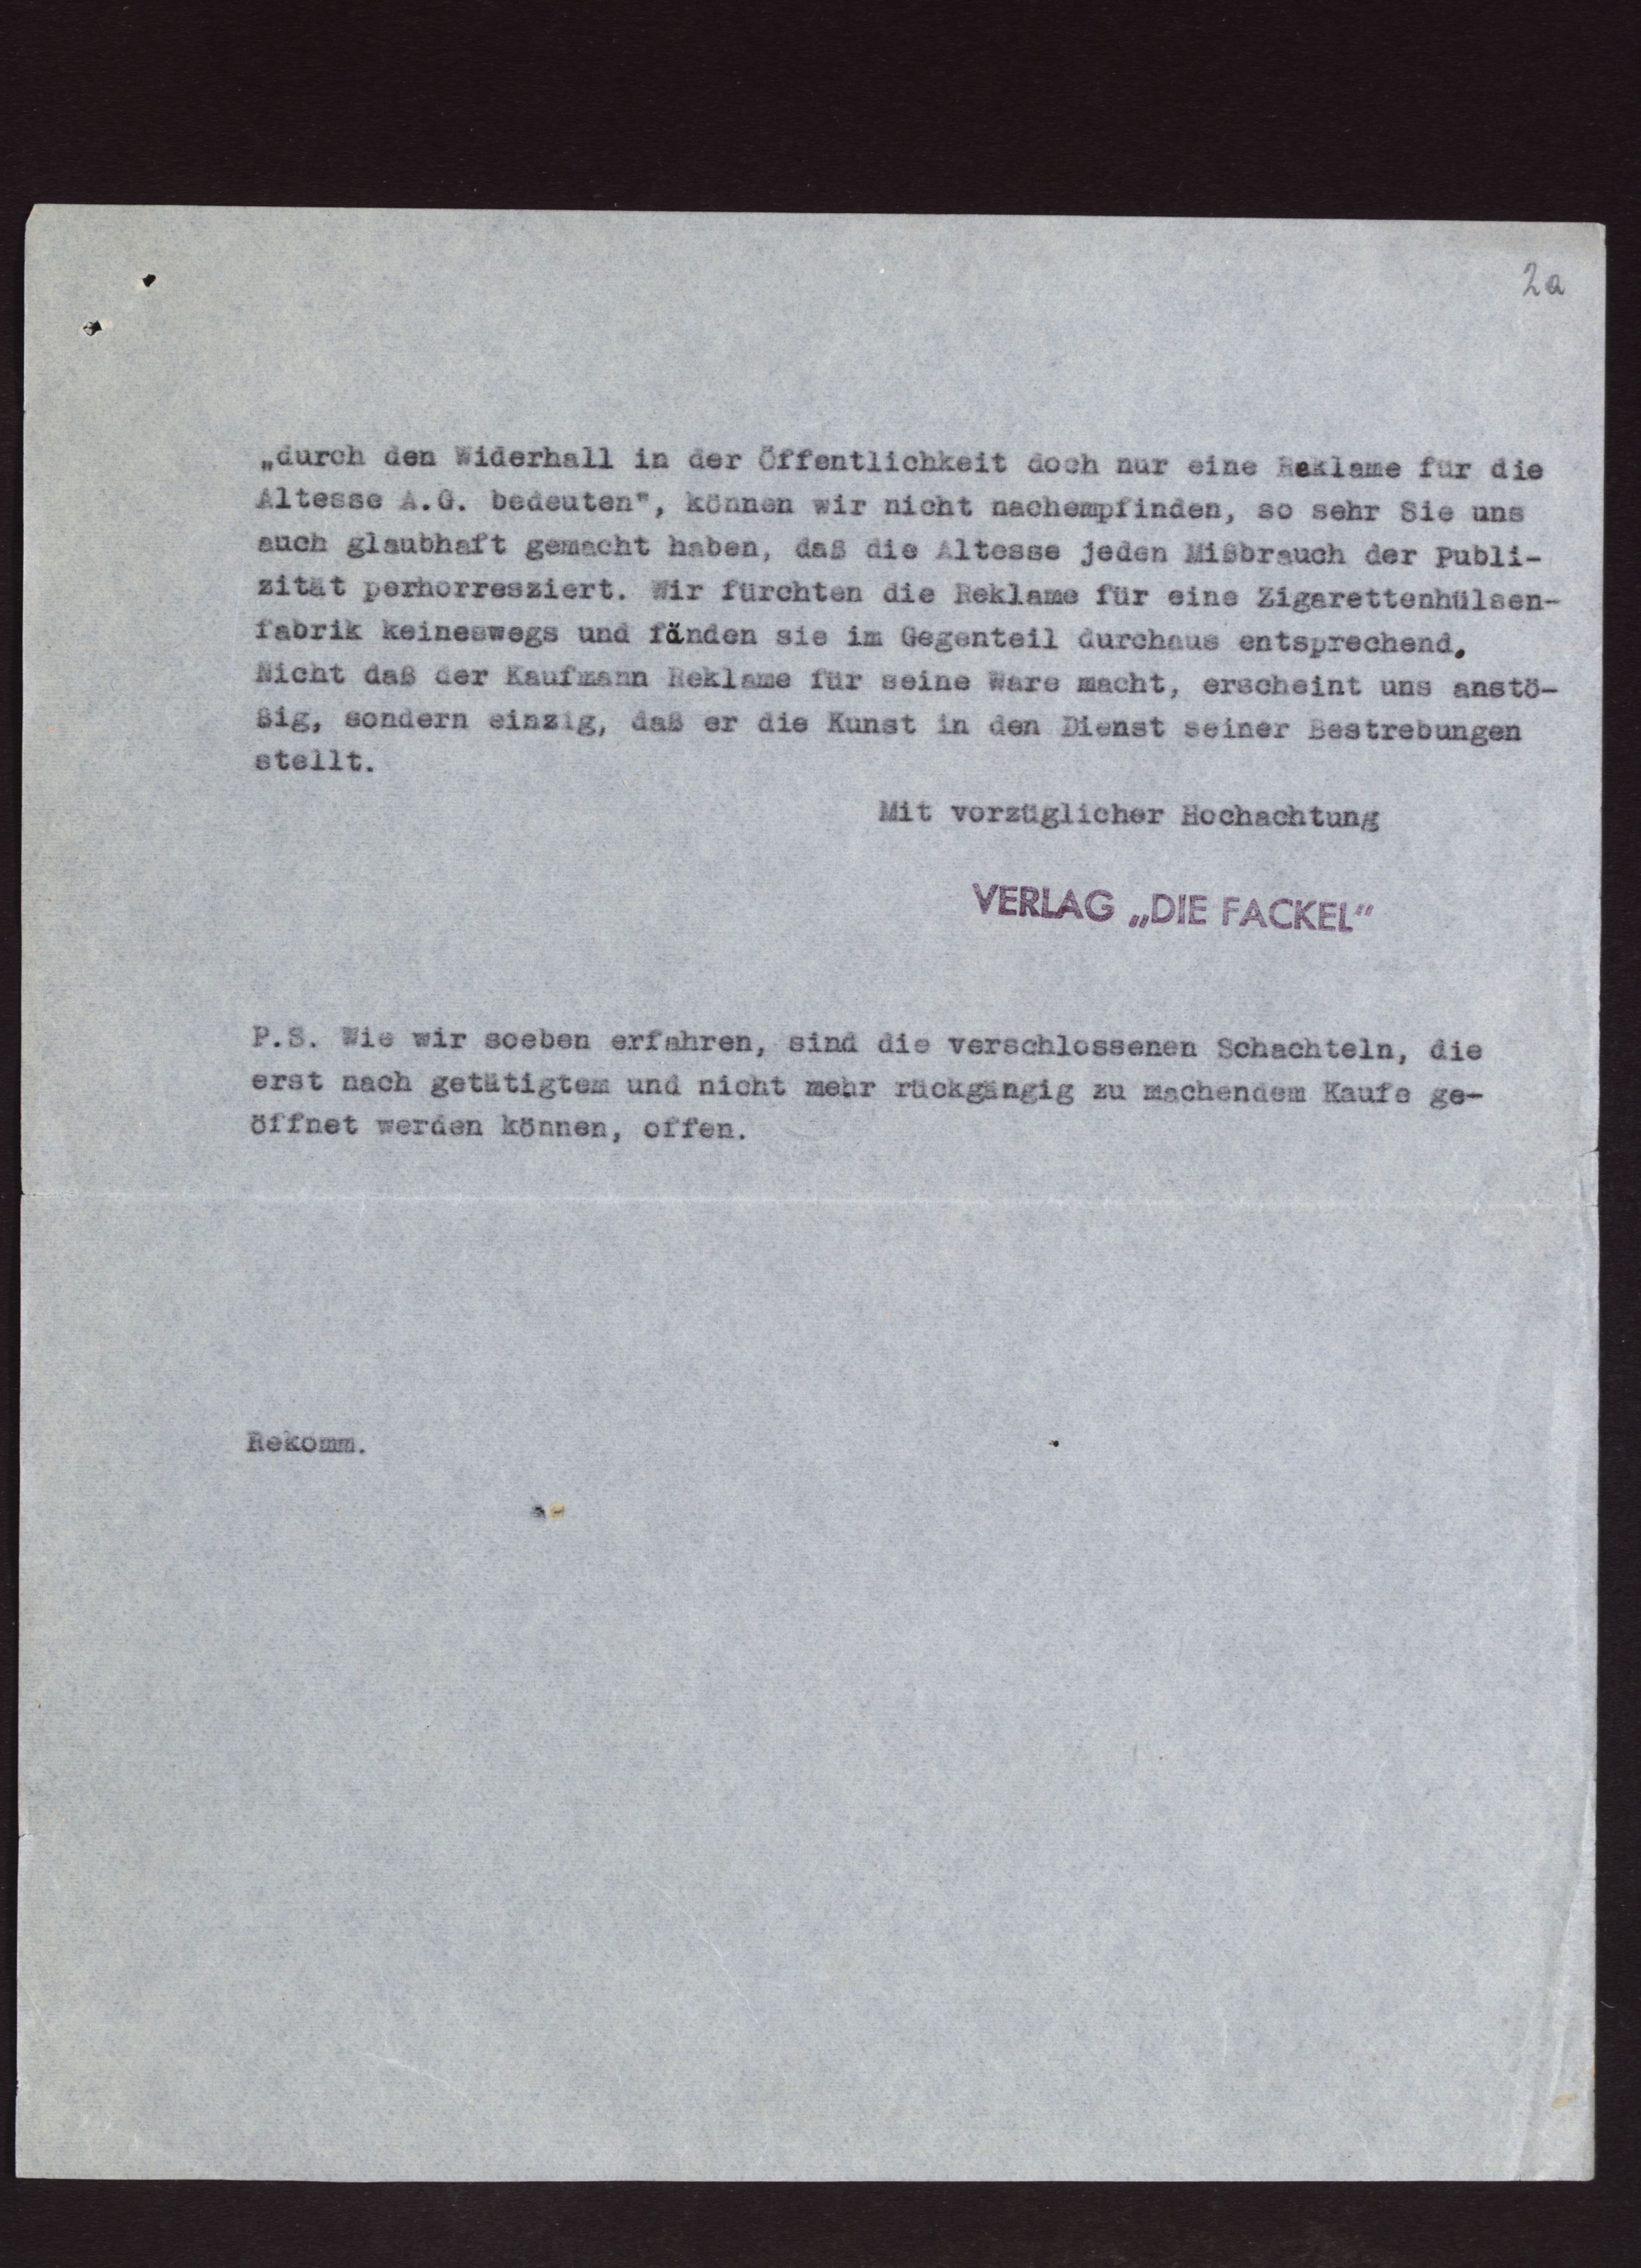 2a
„durch den Widerhall in der Öffentlichkeit doch nur eine Reklame für die
Altesse A.G. bedeuten", können wir nicht nachempfinden, so sehr Sie uns
auch glaubhaft gemacht haben, daß die Altesse jeden Mißbrauch der Publi-
zität perhorresziert. Wir fürchten die Reklame für eine Zigarettenhülsen-
fabrik keineswegs und fänden sie im Gegenteil durchaus entsprechend.
Nicht daß der Kaufmann Reklame für seine Ware macht, erscheint uns anstö-
ßig, sondern einzig, daß er die Kunst in den Dienst seiner Bestrebungen
stellt.
Mit vorzüglicher Hochachtung
VERLAG „DIE FACKEL"
P.S. Wie wir soeben erfahren, sind die verschlossenen Schachteln, die
erst nach getätigtem und nicht mehr rückgängig zu machendem Kaufe ge-
öffnet werden können, offen.
Rekomm.